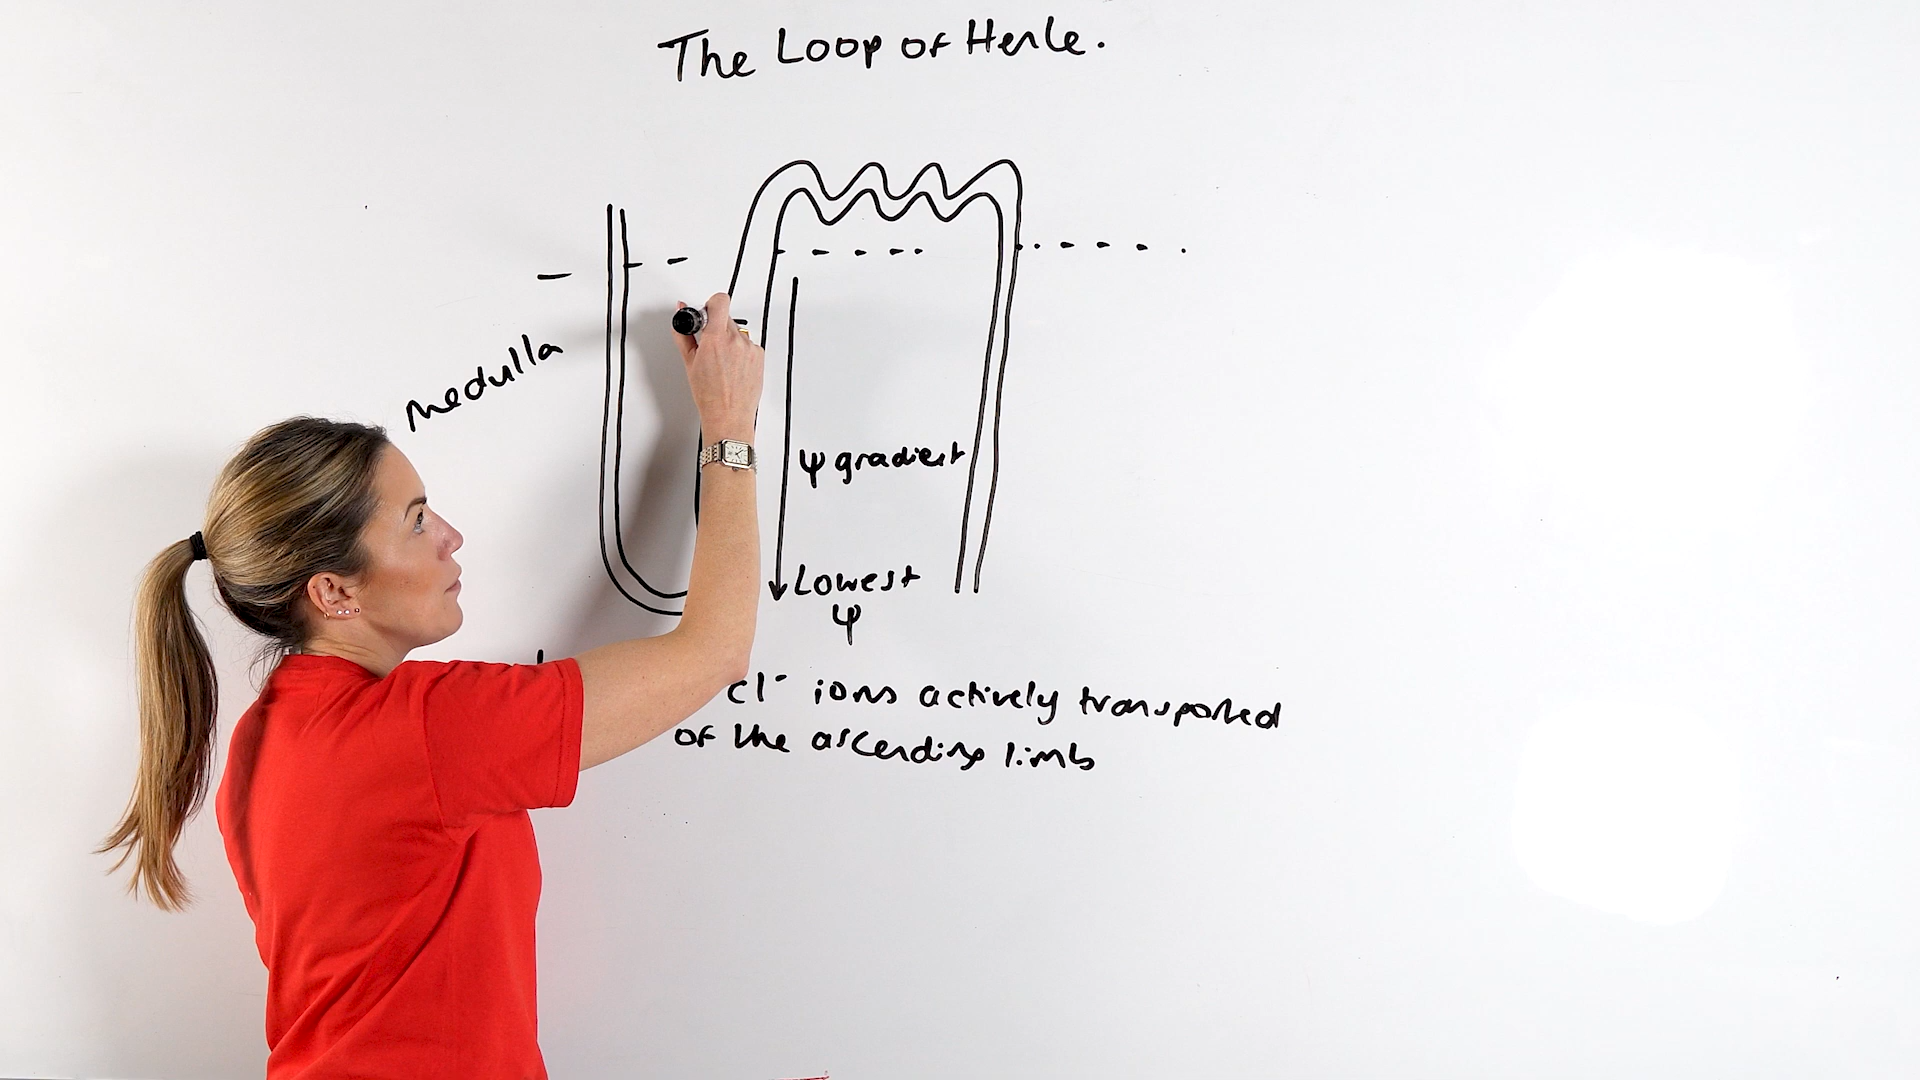 The Loop of Henle.
medulla
ψ gradient
Lowest
ψ
Cl⁻ ions actively transported
of the ascending limb